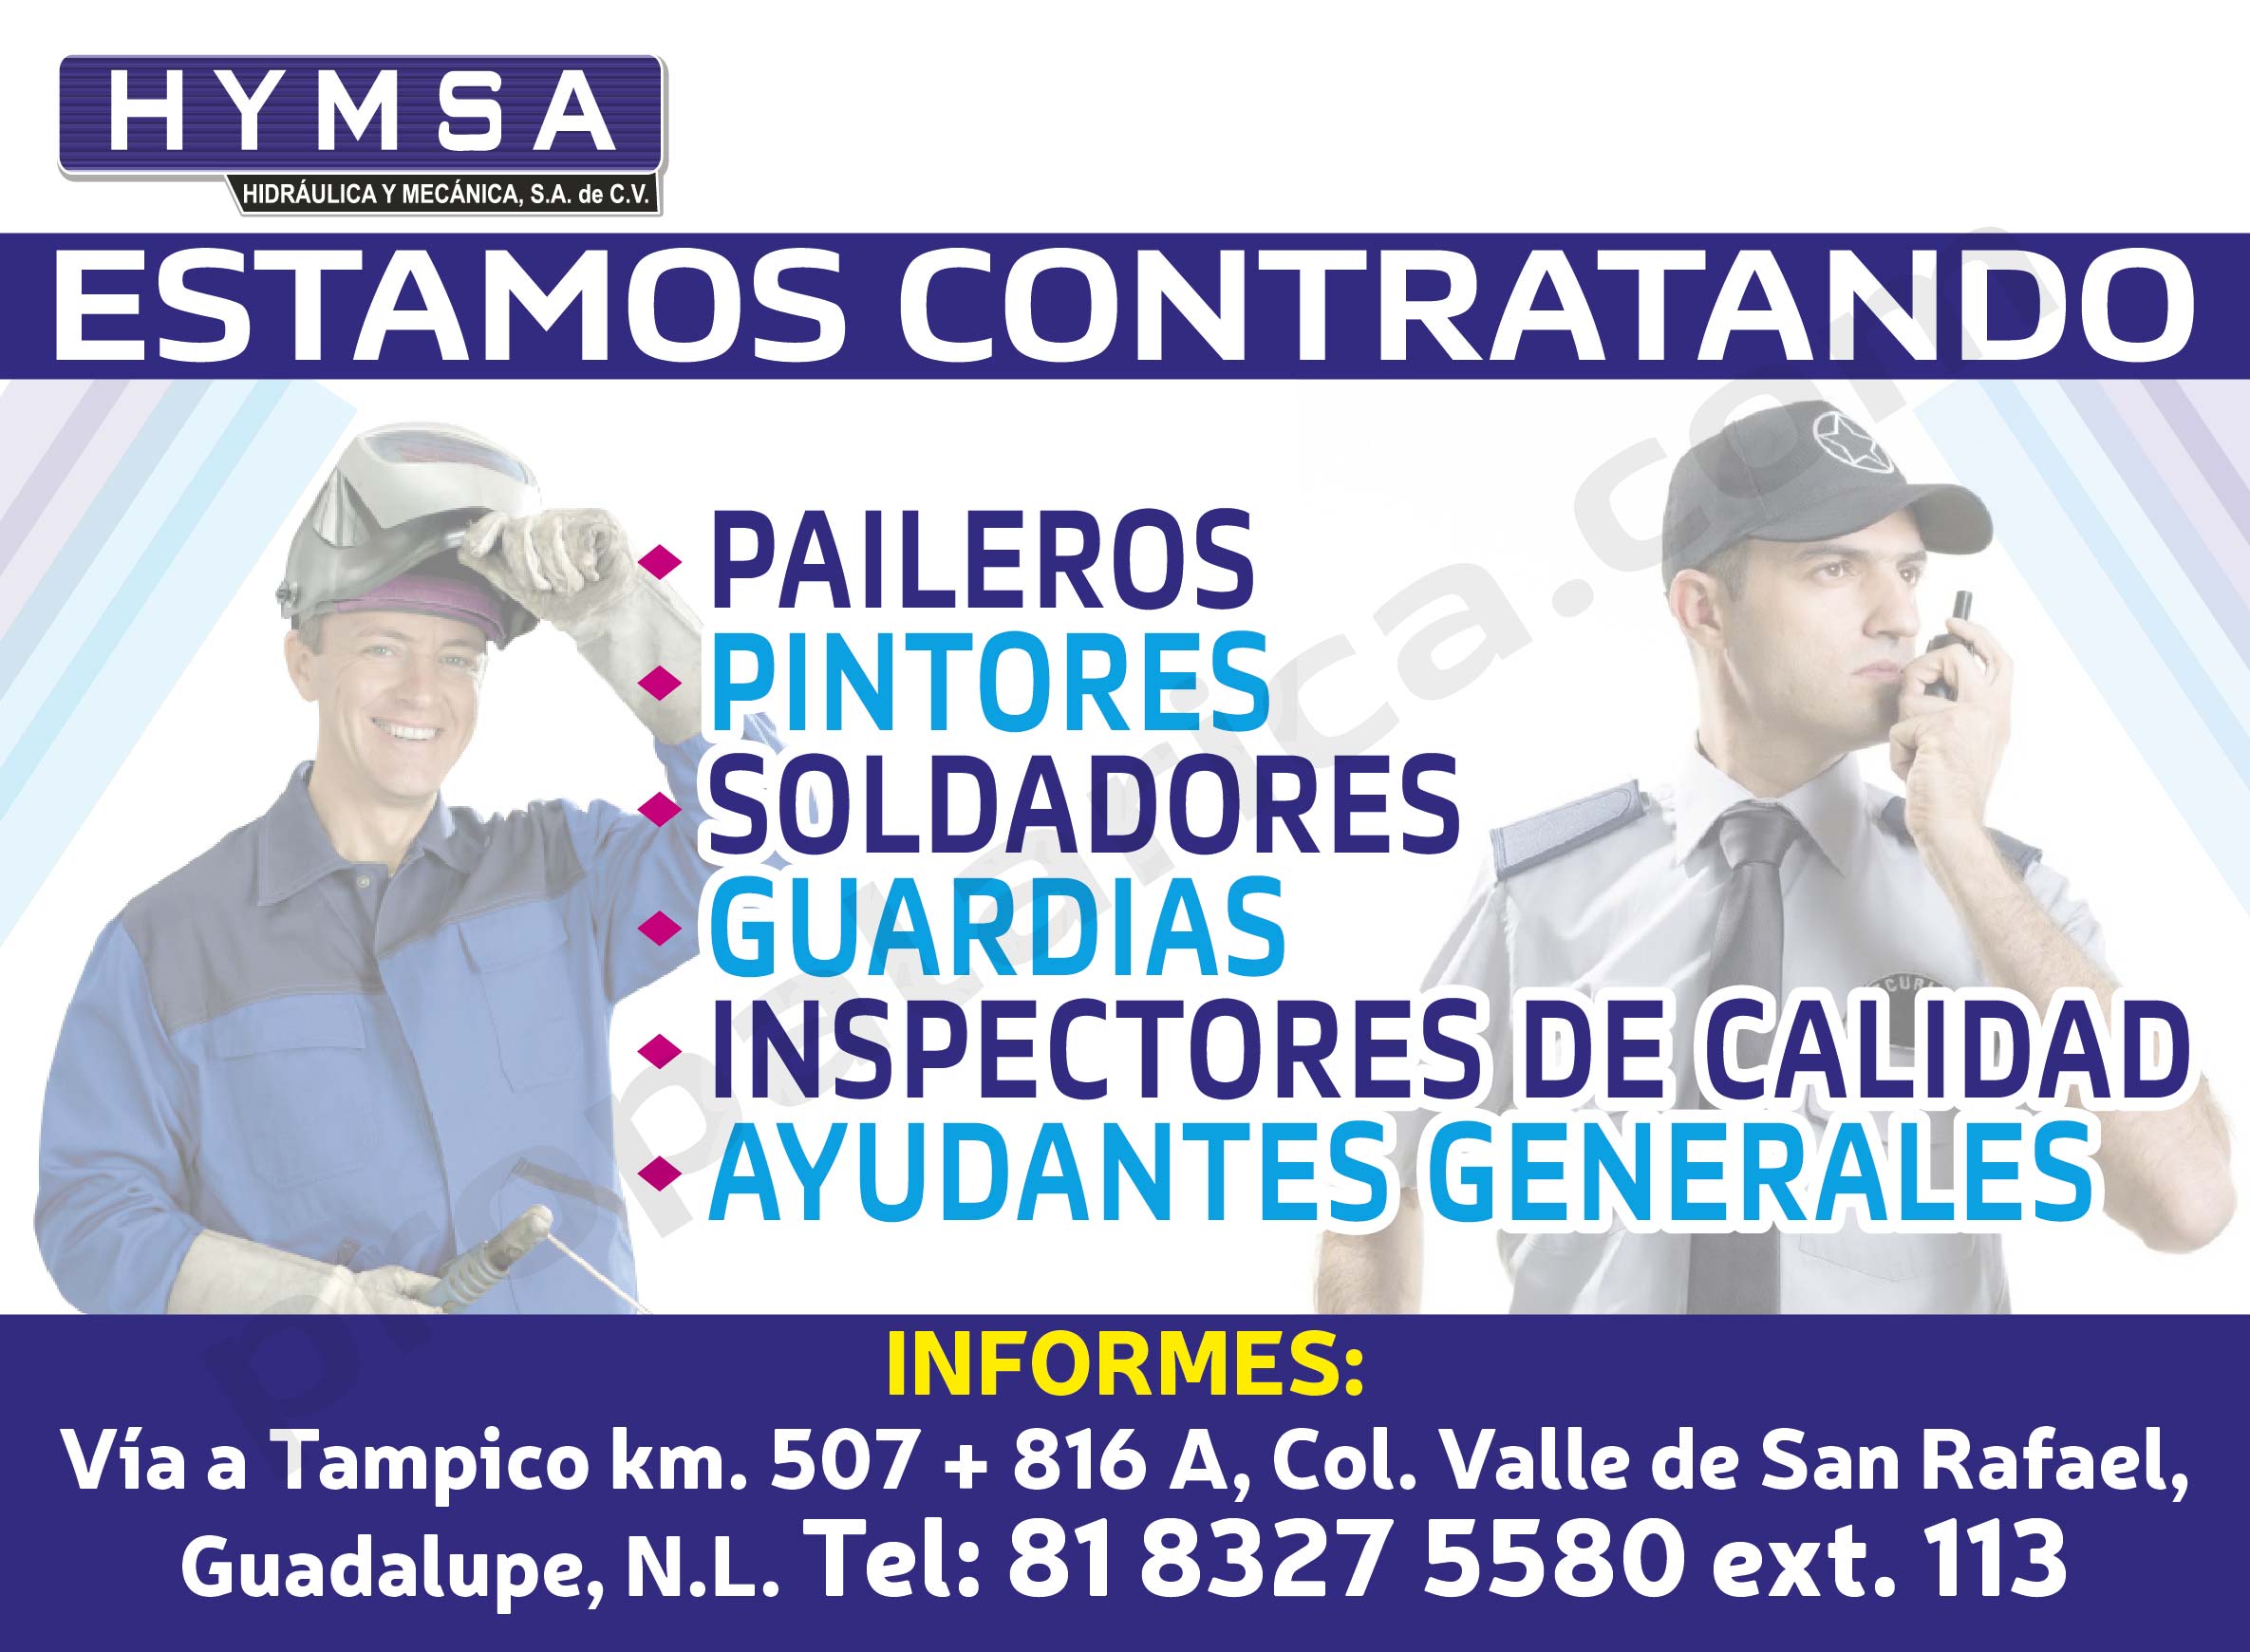 HYMSA
HIDRÁULICA Y MECÁNICA, S.A. de C.V.
ESTAMOS CONTRATANDO
PAILEROS
PINTORES
SOLDADORES
GUARDIAS
INSPECTORES DE CALIDAD
AYUDANTES GENERALES
INFORMES:
Vía a Tampico km. 507 + 816 A, Col. Valle de San Rafael,
Guadalupe, N.L. Tel: 81 8327 5580 ext. 113